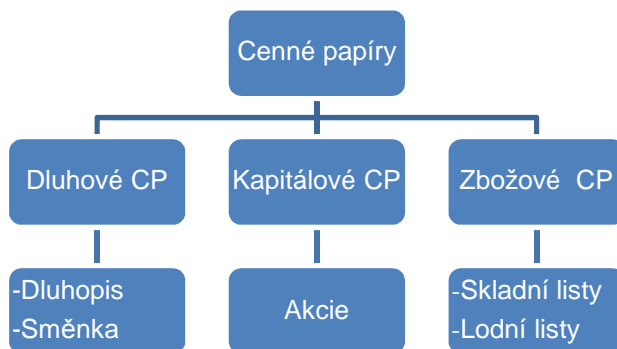 Cenné papíry
Dluhové CP
Kapitálové CP
Zbožové CP
-Dluhopis
-Směnka
Akcie
-Skladní listy
-Lodní listy